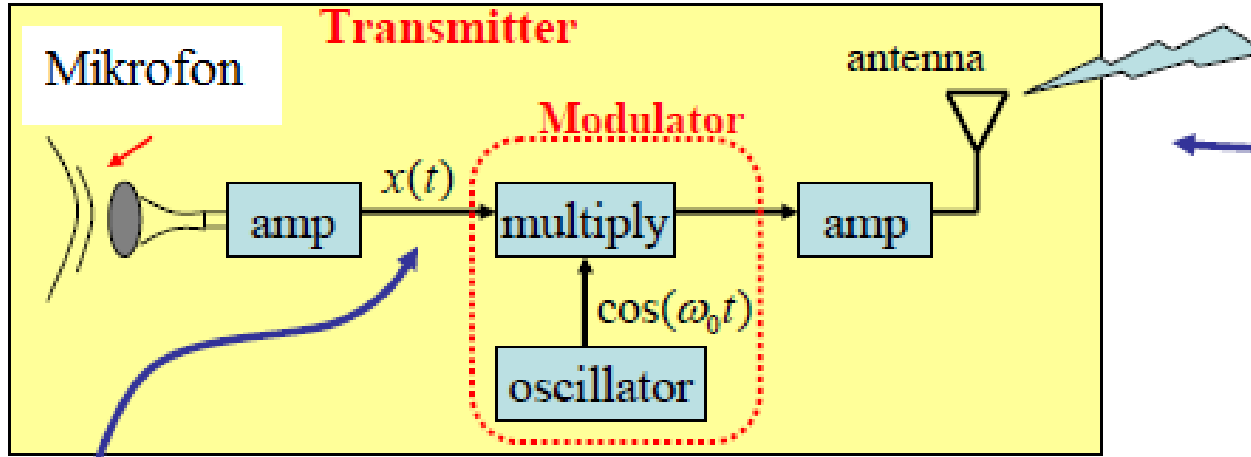 Transmitter
Mikrofon
antenna
Modulator
x(t)
amp
multiply
amp
cos(ω₀t)
oscillator